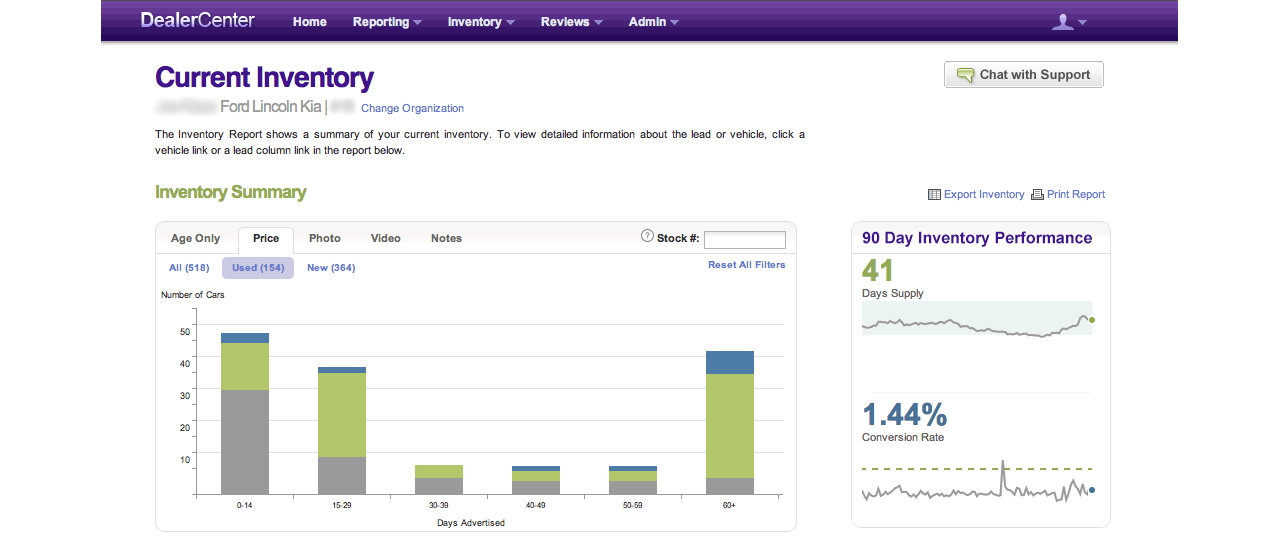 DealerCenter Home Reporting Inventory Reviews Admin
Current Inventory
Chat with Support
Ford Lincoln Kia | Change Organization
The Inventory Report shows a summary of your current inventory. To view detailed information about the lead or vehicle, click a
vehicle link or a lead column link in the report below.
Inventory Summary
Export Inventory Print Report
Age Only Price Photo Video Notes ? Stock #:
All (518) Used (154) New (364) Reset All Filters
Number of Cars
50
40
30
20
10
0-14 15-29 30-39 40-49 50-59 60+
Days Advertised
90 Day Inventory Performance
41
Days Supply
1.44%
Conversion Rate